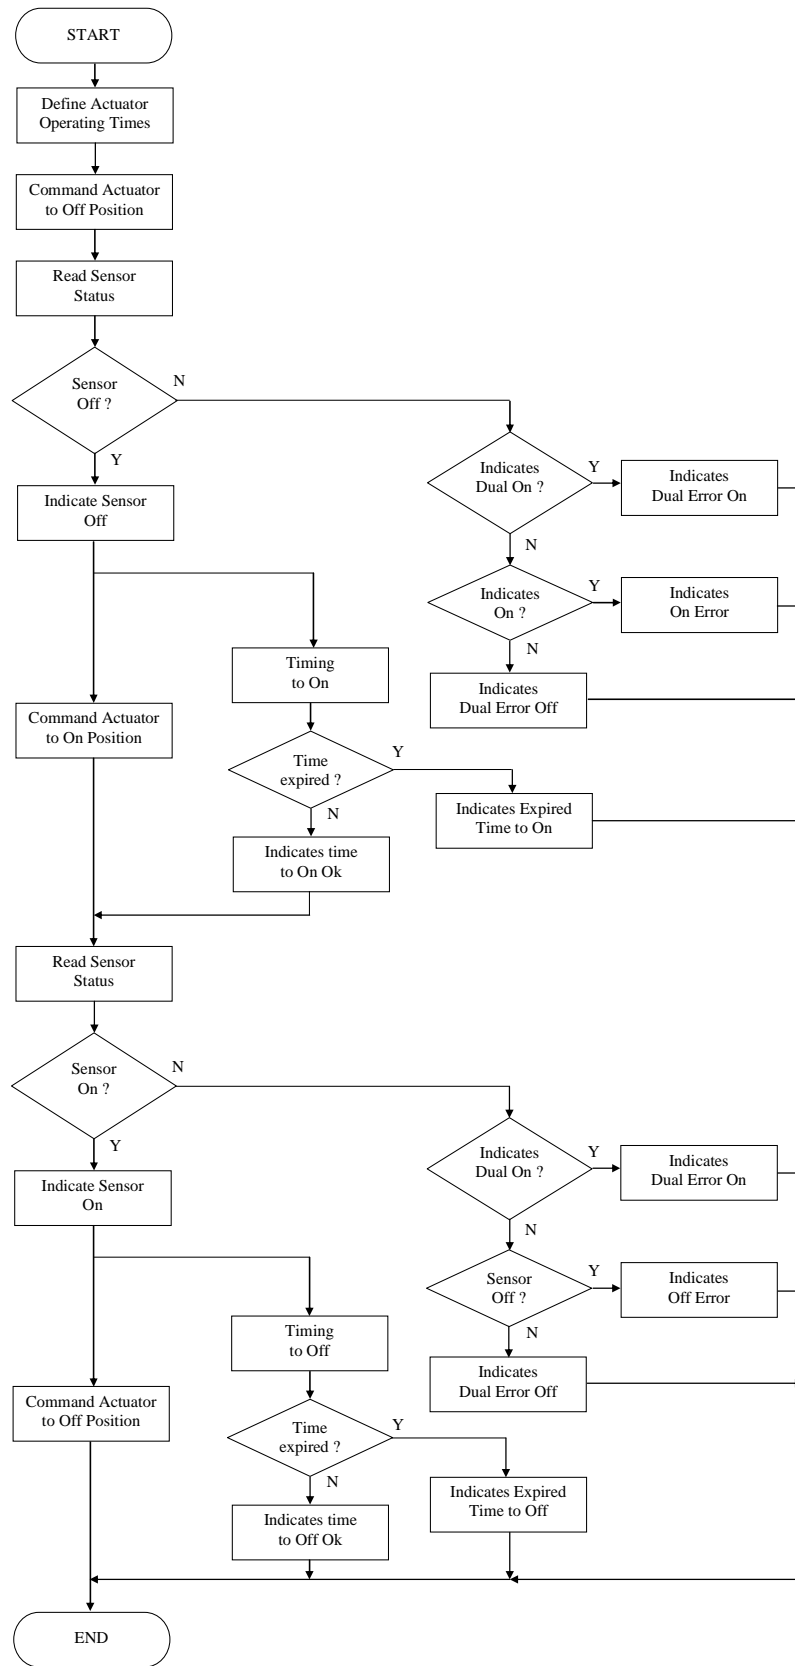 START
Define Actuator
Operating Times
Command Actuator
to Off Position
Read Sensor
Status
Sensor
Off ?
N
Y
Indicates
Dual On ?
Y
Indicates
Dual Error On
N
Indicate Sensor
Off
Indicates
On ?
Y
Indicates
On Error
N
Indicates
Dual Error Off
Timing
to On
Command Actuator
to On Position
Time
expired ?
Y
N
Indicates Expired
Time to On
Indicates time
to On Ok
Read Sensor
Status
Sensor
On ?
N
Y
Indicates
Dual On ?
Y
Indicates
Dual Error On
N
Indicate Sensor
On
Sensor
Off ?
Y
Indicates
Off Error
N
Indicates
Dual Error Off
Timing
to Off
Command Actuator
to Off Position
Time
expired ?
Y
N
Indicates Expired
Time to Off
Indicates time
to Off Ok
END